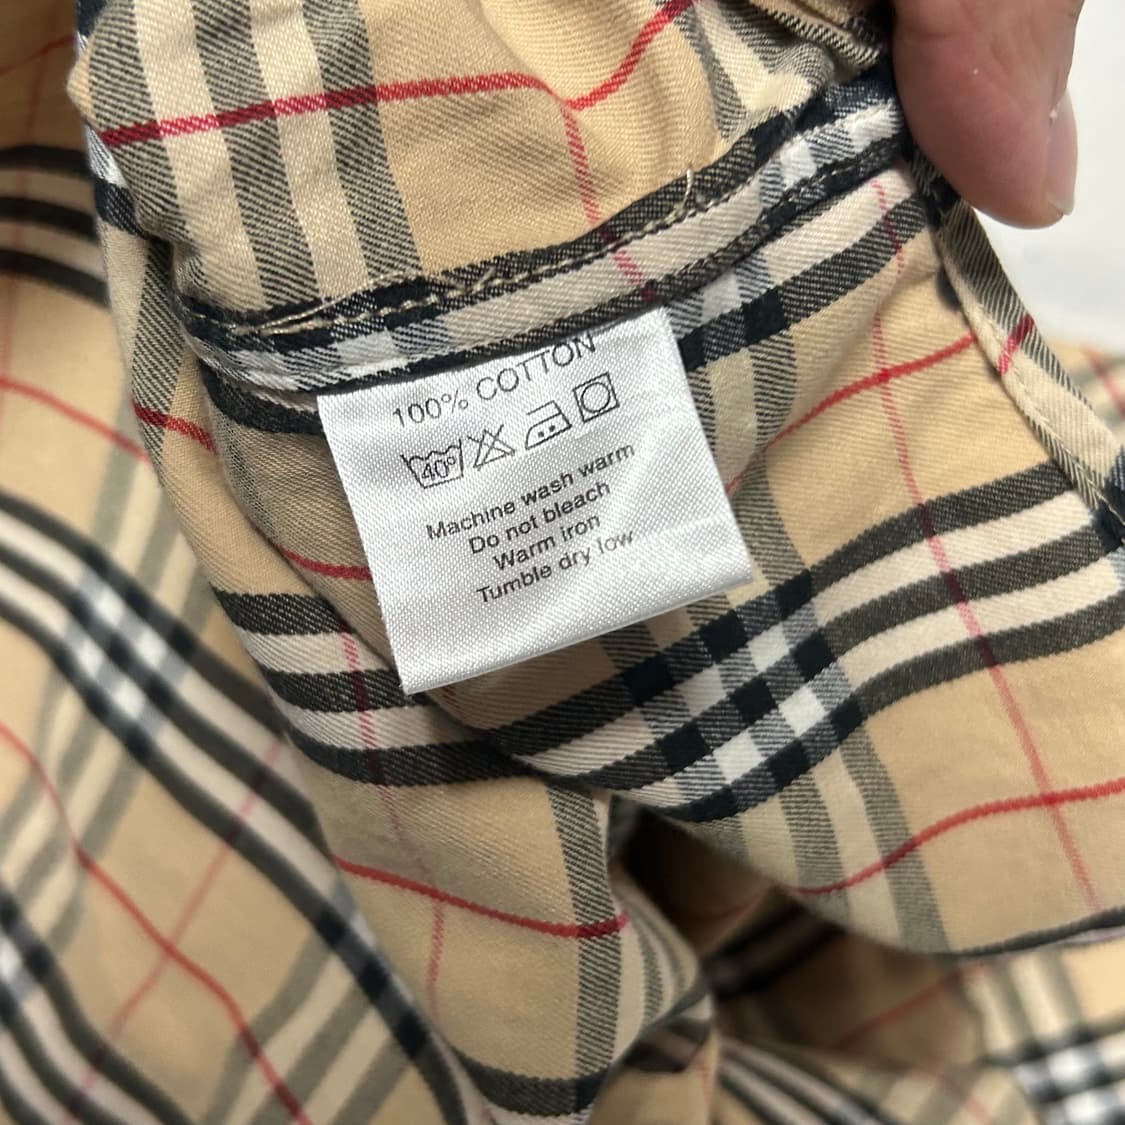 100% COTTON
40°
Machine wash warm
Do not bleach
Warm iron
Tumble dry low